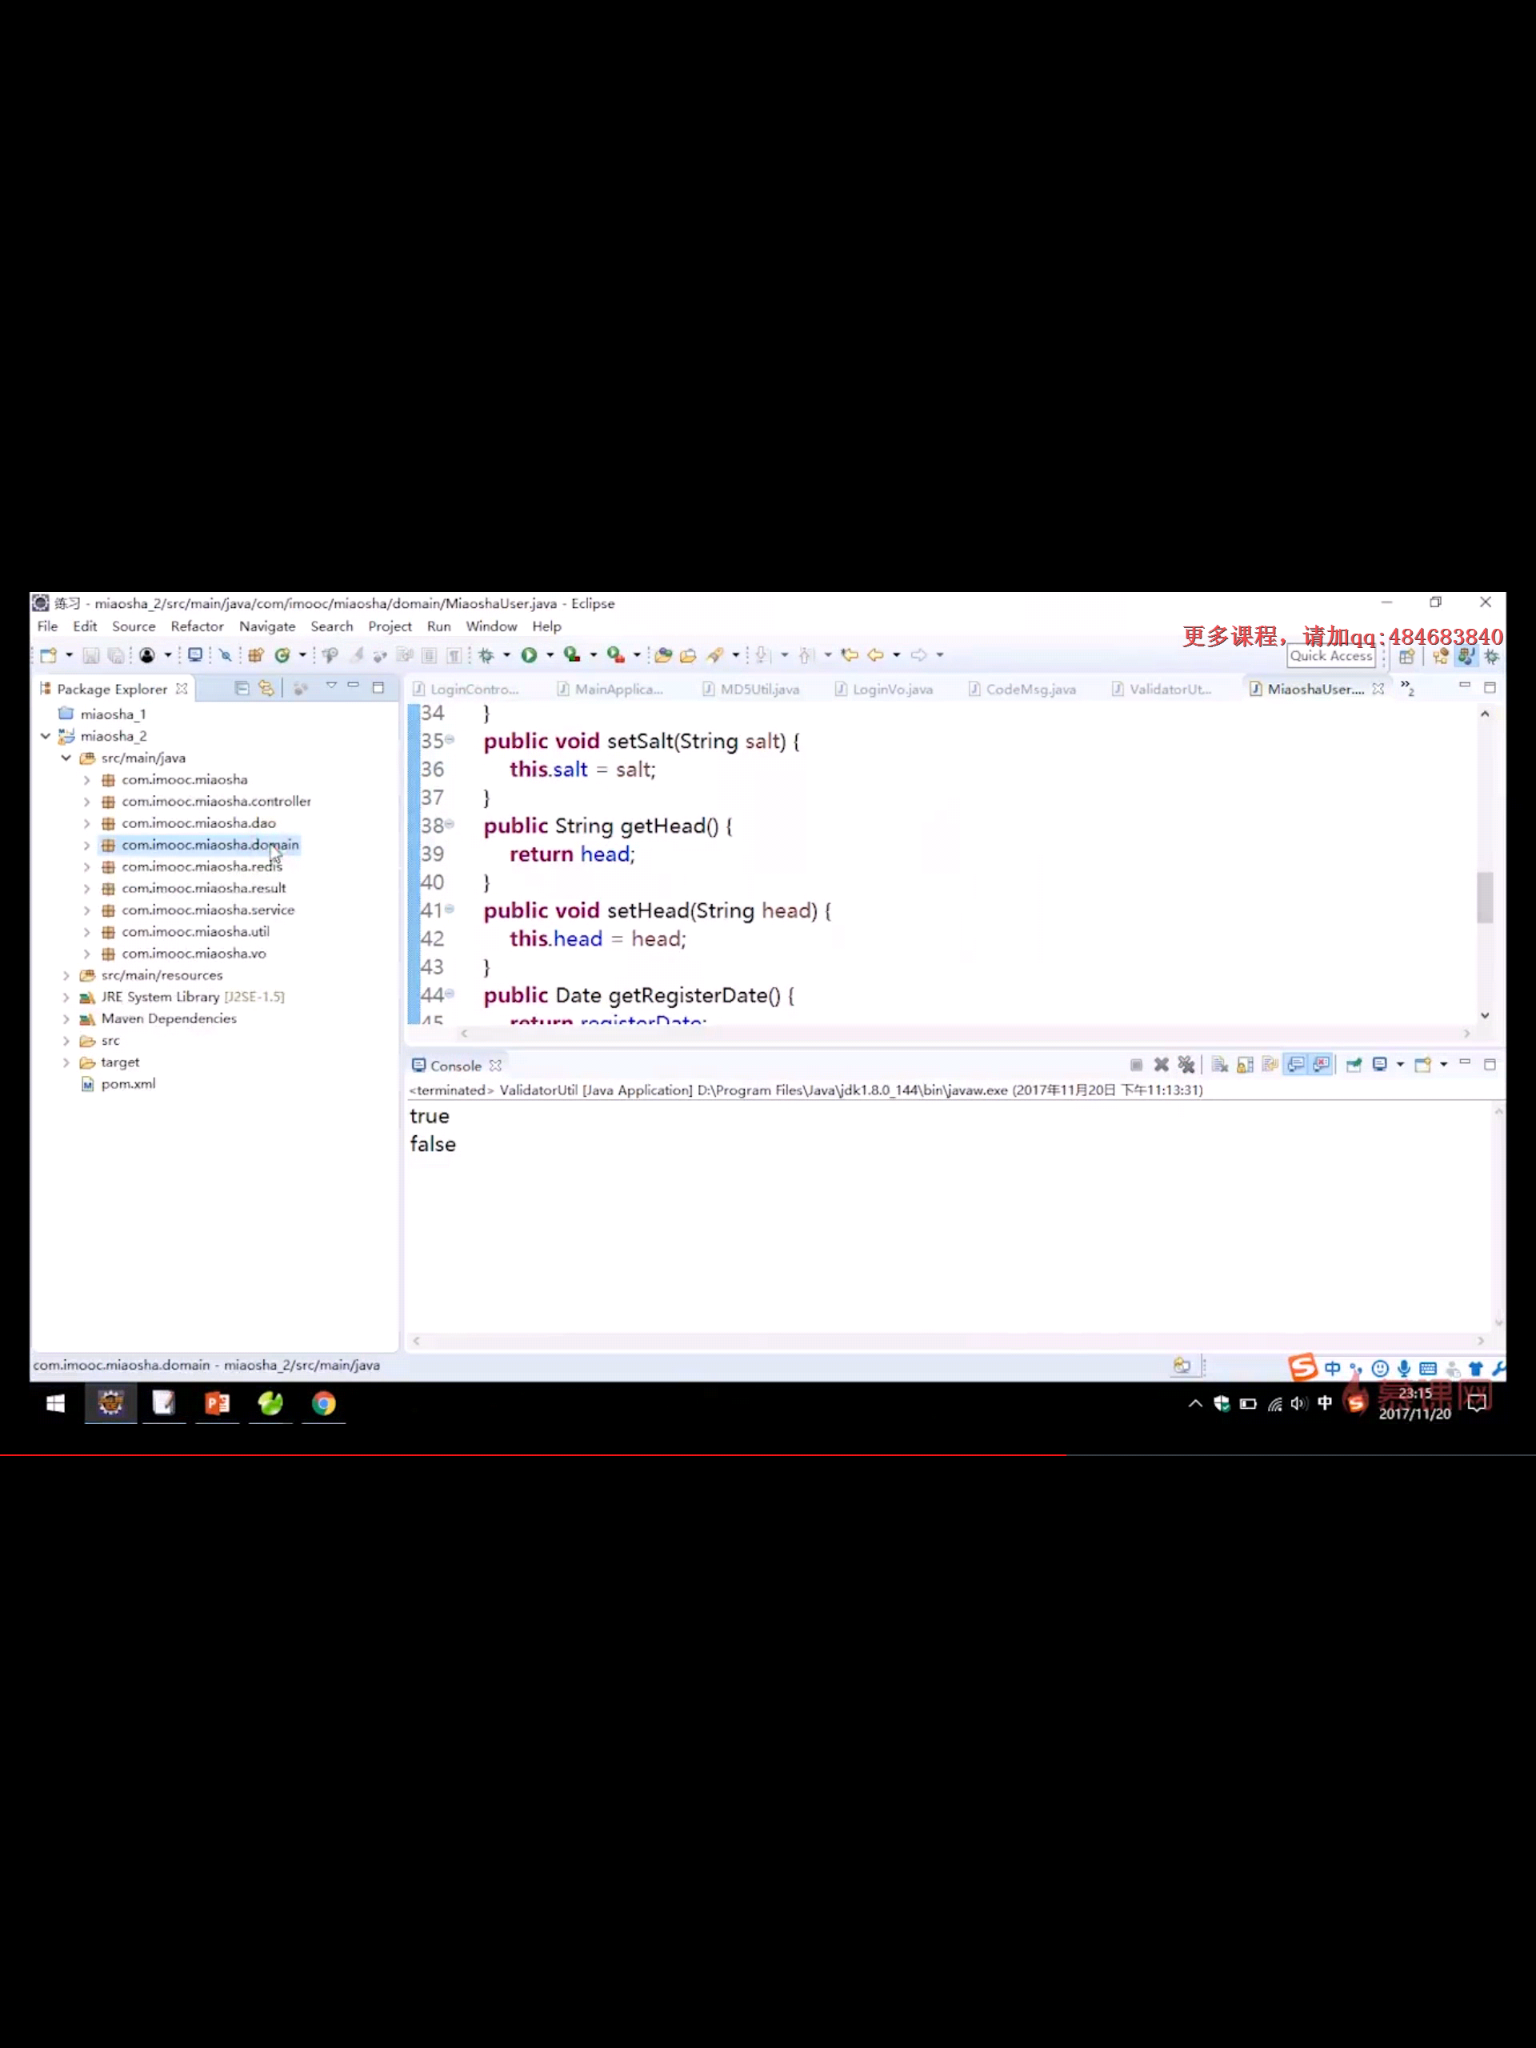 练习 - miaosha_2/src/main/java/com/imooc/miaosha/domain/MiaoshaUser.java - Eclipse
File Edit Source Refactor Navigate Search Project Run Window Help
更多课程，请加qq:484683840
Quick Access
Package Explorer
miaosha_1
miaosha_2
src/main/java
com.imooc.miaosha
com.imooc.miaosha.controller
com.imooc.miaosha.dao
com.imooc.miaosha.domain
com.imooc.miaosha.redis
com.imooc.miaosha.result
com.imooc.miaosha.service
com.imooc.miaosha.util
com.imooc.miaosha.vo
src/main/resources
JRE System Library [J2SE-1.5]
Maven Dependencies
src
target
pom.xml
LoginContro... MainApplica... MD5Util.java LoginVo.java CodeMsg.java ValidatorUt... MiaoshaUser.... »2
34 }
35 public void setSalt(String salt) {
36 this.salt = salt;
37 }
38 public String getHead() {
39 return head;
40 }
41 public void setHead(String head) {
42 this.head = head;
43 }
44 public Date getRegisterDate() {
45 return registerDate;
Console
<terminated> ValidatorUtil [Java Application] D:\Program Files\Java\jdk1.8.0_144\bin\javaw.exe (2017年11月20日 下午11:13:31)
true
false
com.imooc.miaosha.domain - miaosha_2/src/main/java
中
中
慕课网
23:15
2017/11/20